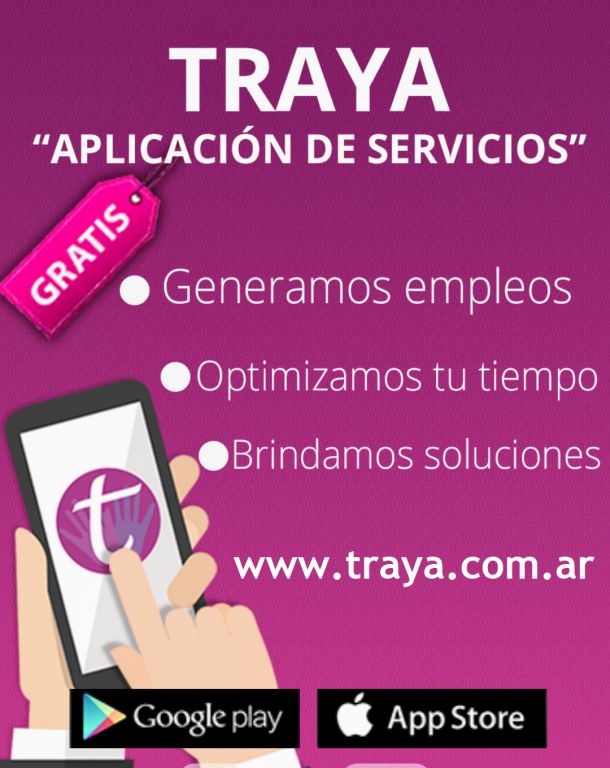 TRAYA
“APLICACIÓN DE SERVICIOS”
GRATIS
● Generamos empleos
● Optimizamos tu tiempo
● Brindamos soluciones
t
www.traya.com.ar
Google play
App Store